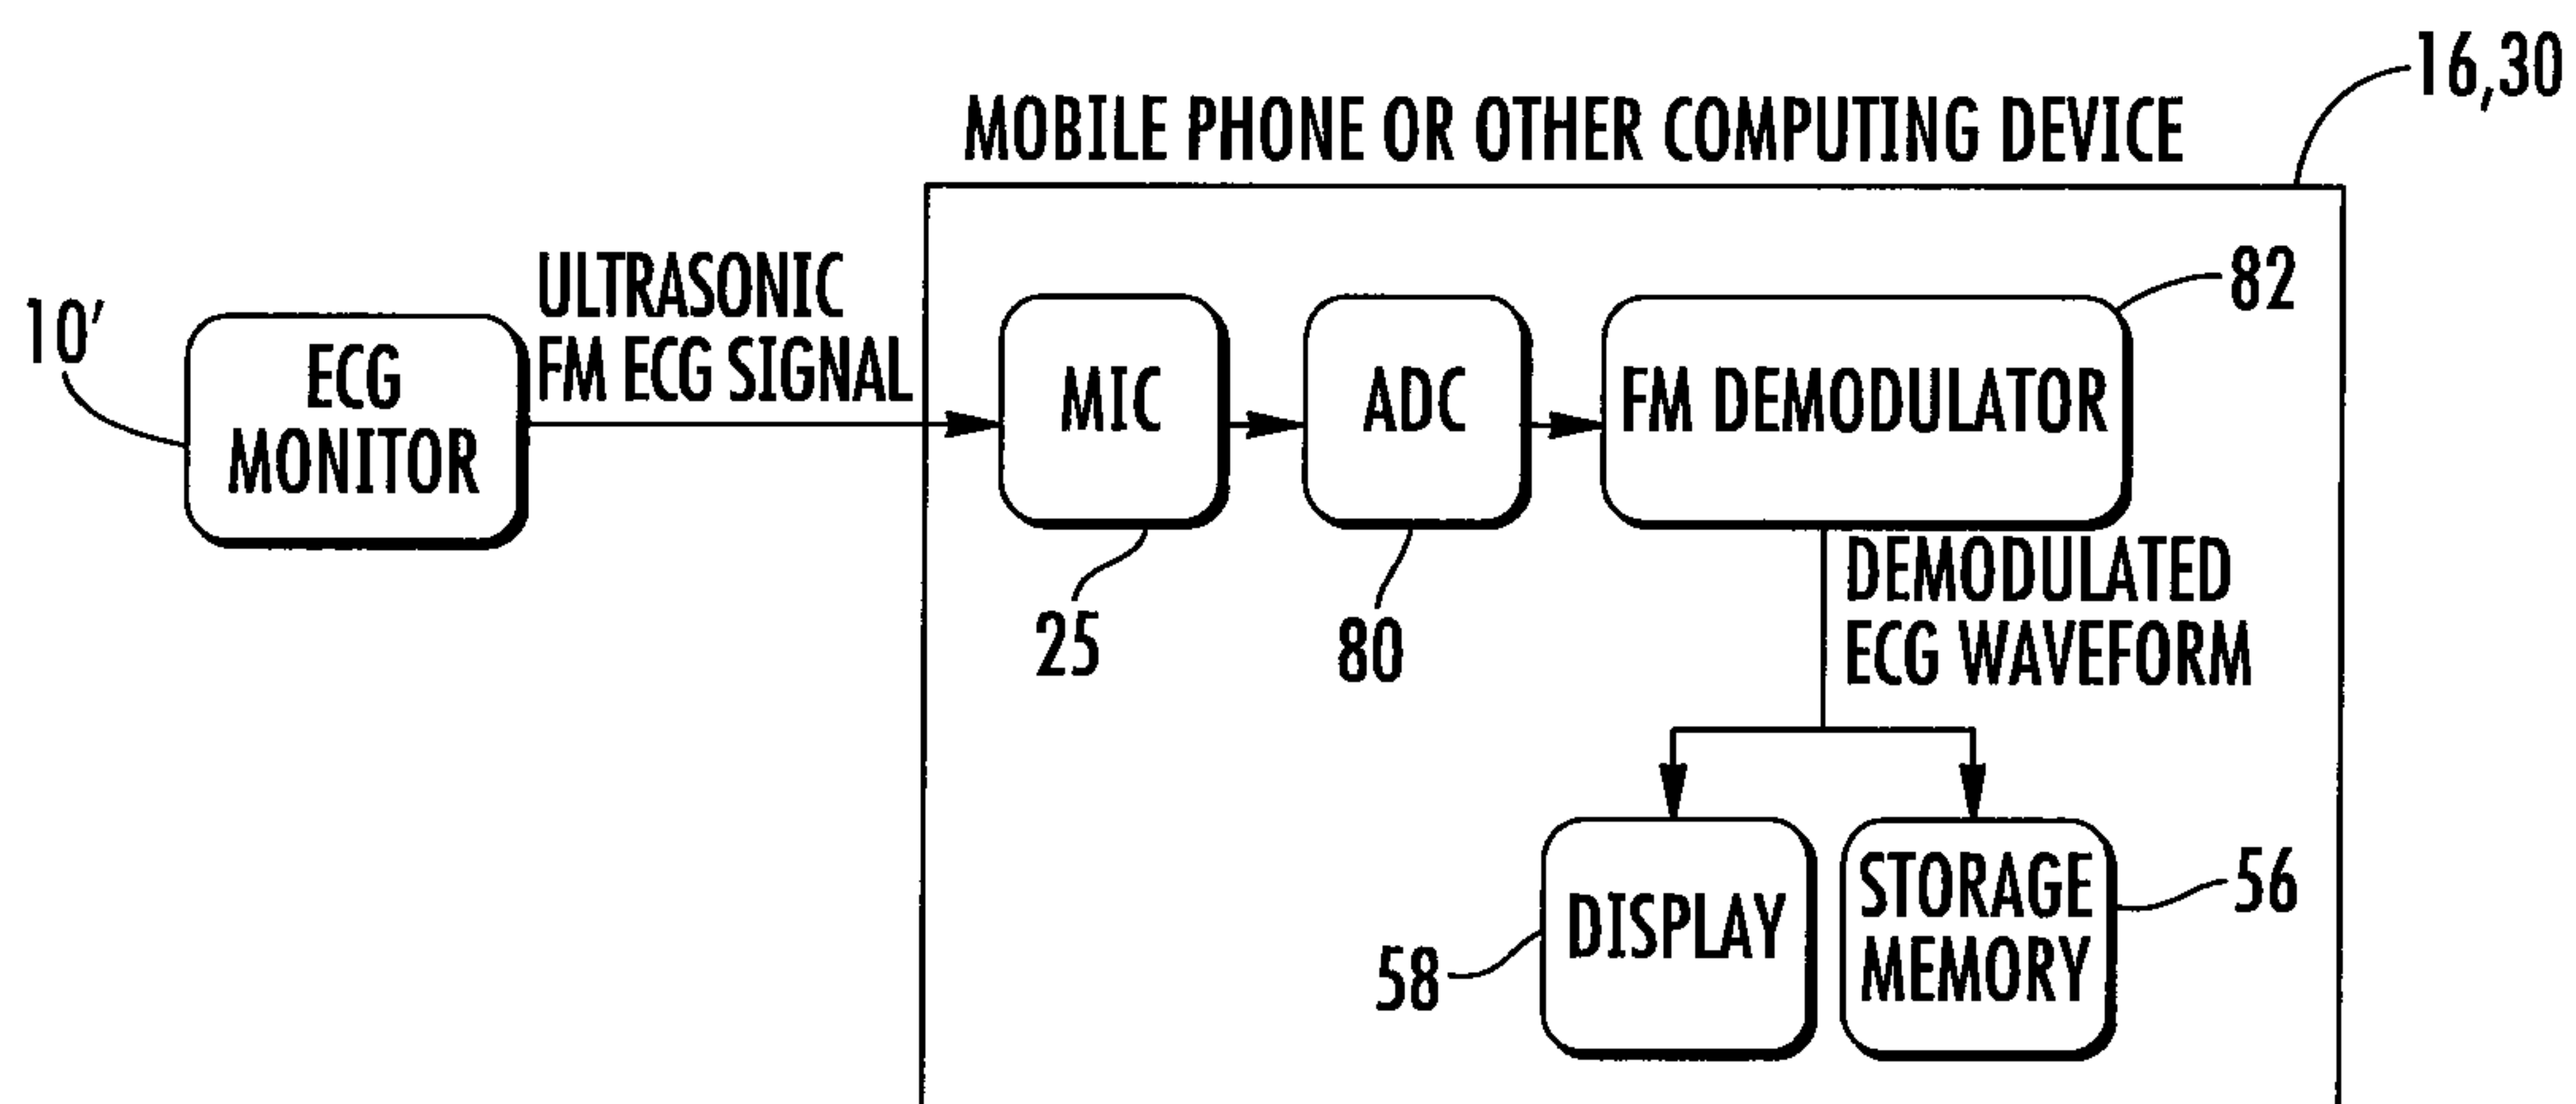 16,30
MOBILE PHONE OR OTHER COMPUTING DEVICE
10'
ECG
MONITOR
ULTRASONIC
FM ECG SIGNAL
MIC
25
ADC
80
FM DEMODULATOR
82
DEMODULATED
ECG WAVEFORM
DISPLAY
58
STORAGE
MEMORY
56